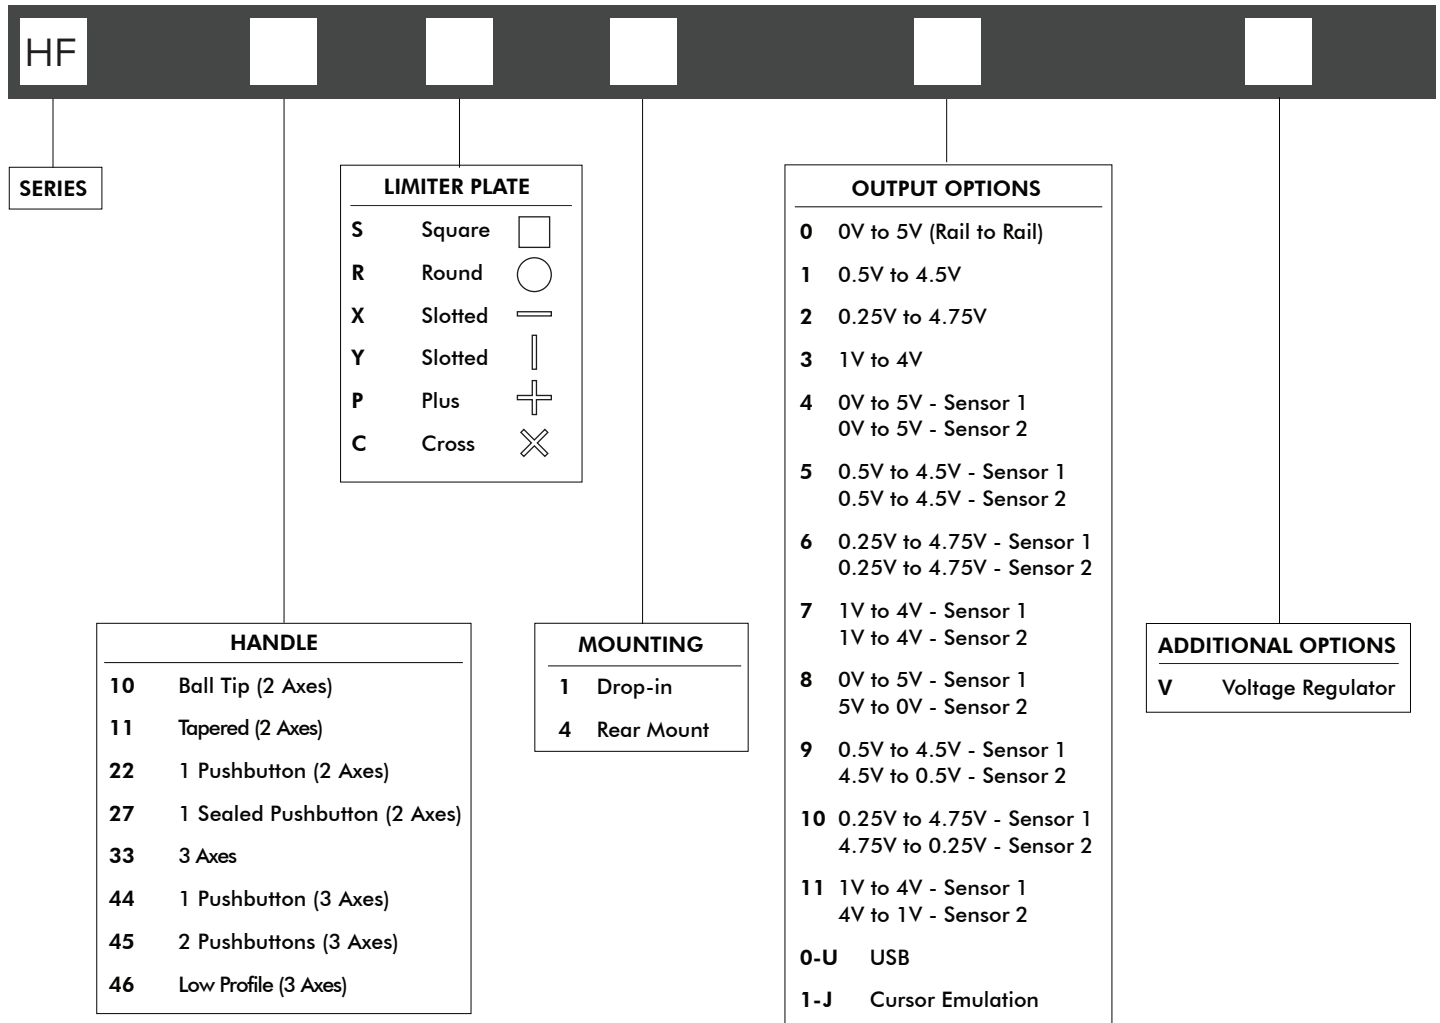 HF
SERIES
LIMITER PLATE
S Square
R Round
X Slotted
Y Slotted
P Plus
C Cross
HANDLE
10 Ball Tip (2 Axes)
11 Tapered (2 Axes)
22 1 Pushbutton (2 Axes)
27 1 Sealed Pushbutton (2 Axes)
33 3 Axes
44 1 Pushbutton (3 Axes)
45 2 Pushbuttons (3 Axes)
46 Low Profile (3 Axes)
MOUNTING
1 Drop-in
4 Rear Mount
OUTPUT OPTIONS
0 0V to 5V (Rail to Rail)
1 0.5V to 4.5V
2 0.25V to 4.75V
3 1V to 4V
4 0V to 5V - Sensor 1
0V to 5V - Sensor 2
5 0.5V to 4.5V - Sensor 1
0.5V to 4.5V - Sensor 2
6 0.25V to 4.75V - Sensor 1
0.25V to 4.75V - Sensor 2
7 1V to 4V - Sensor 1
1V to 4V - Sensor 2
8 0V to 5V - Sensor 1
5V to 0V - Sensor 2
9 0.5V to 4.5V - Sensor 1
4.5V to 0.5V - Sensor 2
10 0.25V to 4.75V - Sensor 1
4.75V to 0.25V - Sensor 2
11 1V to 4V - Sensor 1
4V to 1V - Sensor 2
0-U USB
1-J Cursor Emulation
ADDITIONAL OPTIONS
V Voltage Regulator